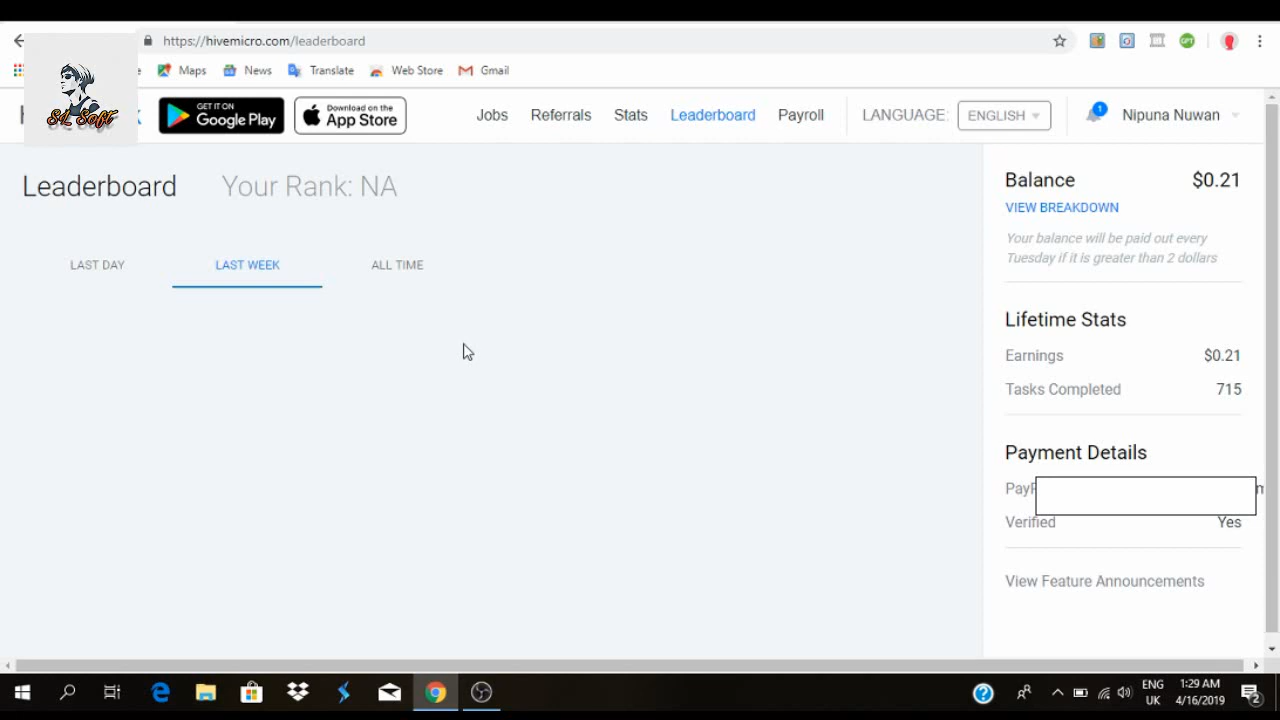 https://hivemicro.com/leaderboard
Maps News Translate Web Store Gmail
SL Soft
GET IT ON Google Play
Download on the App Store
Jobs Referrals Stats Leaderboard Payroll LANGUAGE: ENGLISH 1 Nipuna Nuwan
Leaderboard Your Rank: NA
LAST DAY LAST WEEK ALL TIME
Balance $0.21
VIEW BREAKDOWN
Your balance will be paid out every
Tuesday if it is greater than 2 dollars
Lifetime Stats
Earnings $0.21
Tasks Completed 715
Payment Details
Verified Yes
View Feature Announcements
ENG 1:29 AM
UK 4/16/2019 2